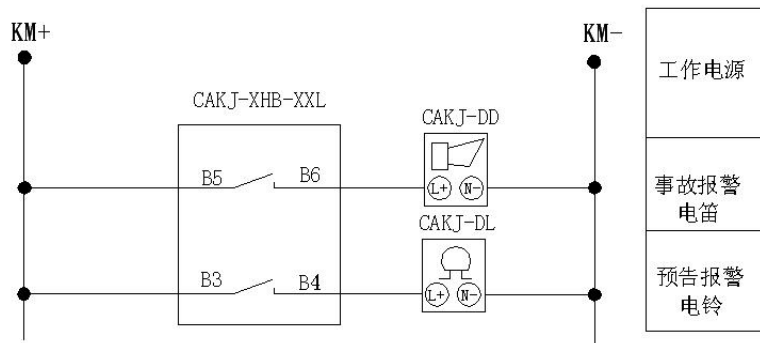 KM+
KM-
工作电源
CAKJ-XHB-XXL
CAKJ-DD
B5
B6
L+
N-
事故报警
电笛
CAKJ-DL
B3
B4
L+
N-
预告报警
电铃